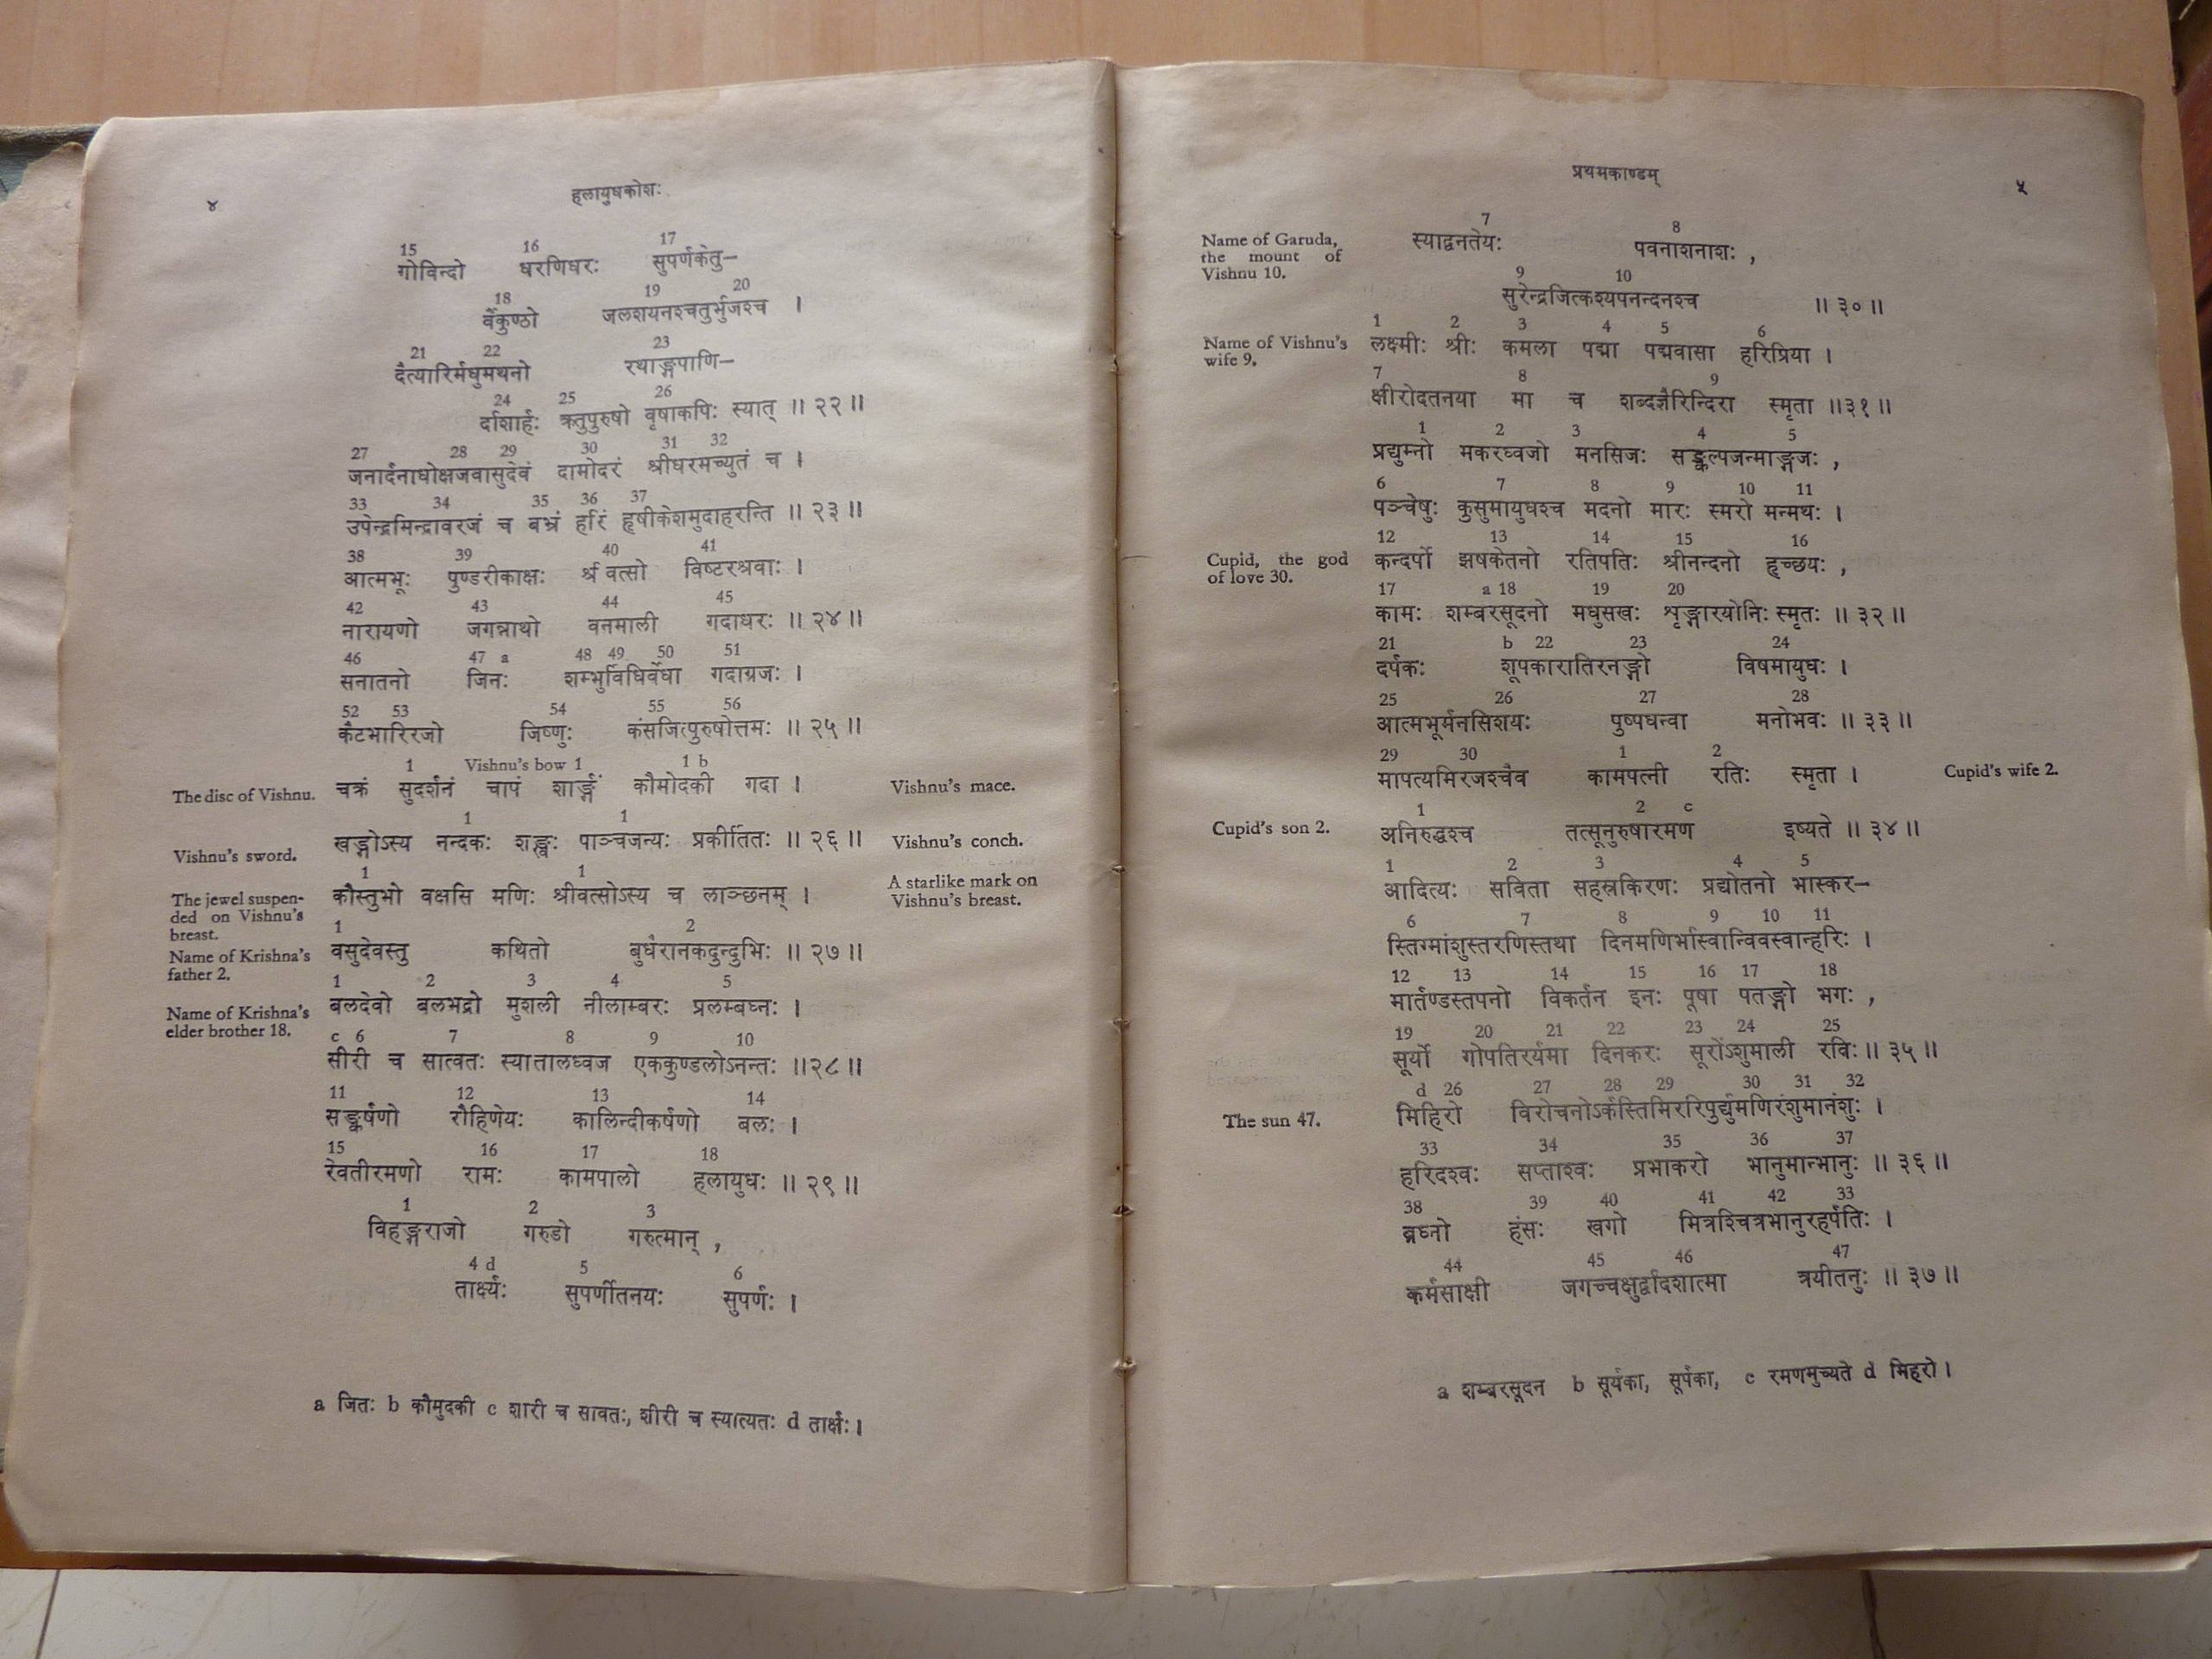 ४
हलायुधकोशः
15 16 17
गोविन्दो धरणिधरः सुपर्णकेतु—
18 19 20
र्वैकुण्ठो जलशयनश्चतुर्भुजश्च ।
21 22 23
दैत्यारिर्मधुमथनो रथाङ्गपाणि—
24 25 26
र्दाशार्हः क्रतुपुरुषो वृषाकपिः स्यात् ॥ २२ ॥
27 28 29 30 31 32
जनार्दनाधोक्षजवासुदेवं दामोदरं श्रीधरमच्युतं च ।
33 34 35 36 37
उपेन्द्रमिन्द्रावरजं च बभ्रं हरिं हृषीकेशमुदाहरन्ति ॥ २३ ॥
38 39 40 41
आत्मभूः पुण्डरीकाक्षः श्रीवत्सो विष्टरश्रवाः ।
42 43 44 45
नारायणो जगन्नाथो वनमाली गदाधरः ॥ २४ ॥
46 47 a 48 49 50 51
सनातनो जिनः शम्भुर्विधिर्वेधा गदाग्रजः ।
52 53 54 55 56
कैटभारिरजो जिष्णुः कंसजित्पुरुषोत्तमः ॥ २५ ॥
1 Vishnu's bow 1 1 b
The disc of Vishnu. चक्रं सुदर्शनं चापं शार्ङ्गं कौमोदकी गदा । Vishnu's mace.
1 1
Vishnu's sword. खड्गोऽस्य नन्दकः शङ्खः पाञ्चजन्यः प्रकीर्तितः ॥ २६ ॥ Vishnu's conch.
1 1
The jewel suspen-ded on Vishnu's breast. कौस्तुभो वक्षसि मणिः श्रीवत्सोऽस्य च लाञ्छनम् । A starlike mark on Vishnu's breast.
1 2
Name of Krishna's father 2. वसुदेवस्तु कथितो बुधैरानकदुन्दुभिः ॥ २७ ॥
1 2 3 4 5
Name of Krishna's elder brother 18. बलदेवो बलभद्रो मुशली नीलाम्बरः प्रलम्बघ्नः ।
c 6 7 8 9 10
सीरी च सात्वतः स्यातालध्वज एककुण्डलोऽनन्तः ॥२८॥
11 12 13 14
सङ्कर्षणो रौहिणेयः कालिन्दीकर्षणो बलः ।
15 16 17 18
रेवतीरमणो रामः कामपालो हलायुधः ॥ २९ ॥
1 2 3
विहङ्गराजो गरुडो गरुत्मान् ,
4 d 5 6
तार्क्ष्यः सुपर्णीतनयः सुपर्णः ।
a जितः b कौमुदकी c शारी च सावतः, शीरी च स्यात्यतः d तार्क्षः ।
प्रथमकाण्डम्
५
7 8
Name of Garuda, the mount of Vishnu 10. स्याद्वनतेयः पवनाशनाशः ,
9 10
सुरेन्द्रजित्कश्यपनन्दनश्च ॥ ३० ॥
1 2 3 4 5 6
Name of Vishnu's wife 9. लक्ष्मीः श्रीः कमला पद्मा पद्मवासा हरिप्रिया ।
7 8 9
क्षीरोदतनया मा च शब्दज्ञैरिन्दिरा स्मृता ॥३१॥
1 2 3 4 5
प्रद्युम्नो मकरध्वजो मनसिजः सङ्कल्पजन्माङ्गजः ,
6 7 8 9 10 11
पञ्चेषुः कुसुमायुधश्च मदनो मारः स्मरो मन्मथः ।
12 13 14 15 16
Cupid, the god of love 30. कन्दर्पो झषकेतनो रतिपतिः श्रीनन्दनो हृच्छयः ,
17 a 18 19 20
कामः शम्बरसूदनो मधुसखः शृङ्गारयोनिः स्मृतः ॥ ३२ ॥
21 b 22 23 24
दर्पकः शूपकारातिरनङ्गो विषमायुधः ।
25 26 27 28
आत्मभूर्मनसिशयः पुष्पधन्वा मनोभवः ॥ ३३ ॥
29 30 1 2
मापत्यमिरजश्चैव कामपत्नी रतिः स्मृता । Cupid's wife 2.
1 2 c
Cupid's son 2. अनिरुद्धश्च तत्सूनुरुषारमण इष्यते ॥ ३४ ॥
1 2 3 4 5
आदित्यः सविता सहस्रकिरणः प्रद्योतनो भास्कर—
6 7 8 9 10 11
स्तिग्मांशुस्तरणिस्तथा दिनमणिर्भास्वान्विवस्वान्हरिः ।
12 13 14 15 16 17 18
मार्तण्डस्तपनो विकर्तन इनः पूषा पतङ्गो भगः ,
19 20 21 22 23 24 25
सूर्यो गोपतिरर्यमा दिनकरः सूरोंऽशुमाली रविः ॥ ३५ ॥
d 26 27 28 29 30 31 32
The sun 47. मिहिरो विरोचनोऽर्कस्तिमिररिपुर्द्युमणिरंशुमानंशुः ।
33 34 35 36 37
हरिदश्वः सप्ताश्वः प्रभाकरो भानुमान्भानुः ॥ ३६ ॥
38 39 40 41 42 33
ब्रघ्नो हंसः खगो मित्रश्चित्रभानुरहर्पतिः ।
44 45 46 47
कर्मसाक्षी जगच्चक्षुर्द्वादशात्मा त्रयीतनुः ॥ ३७ ॥
a शम्बरसूदन b सूर्यका, सूर्पका, c रमणमुच्यते d मिहरो ।